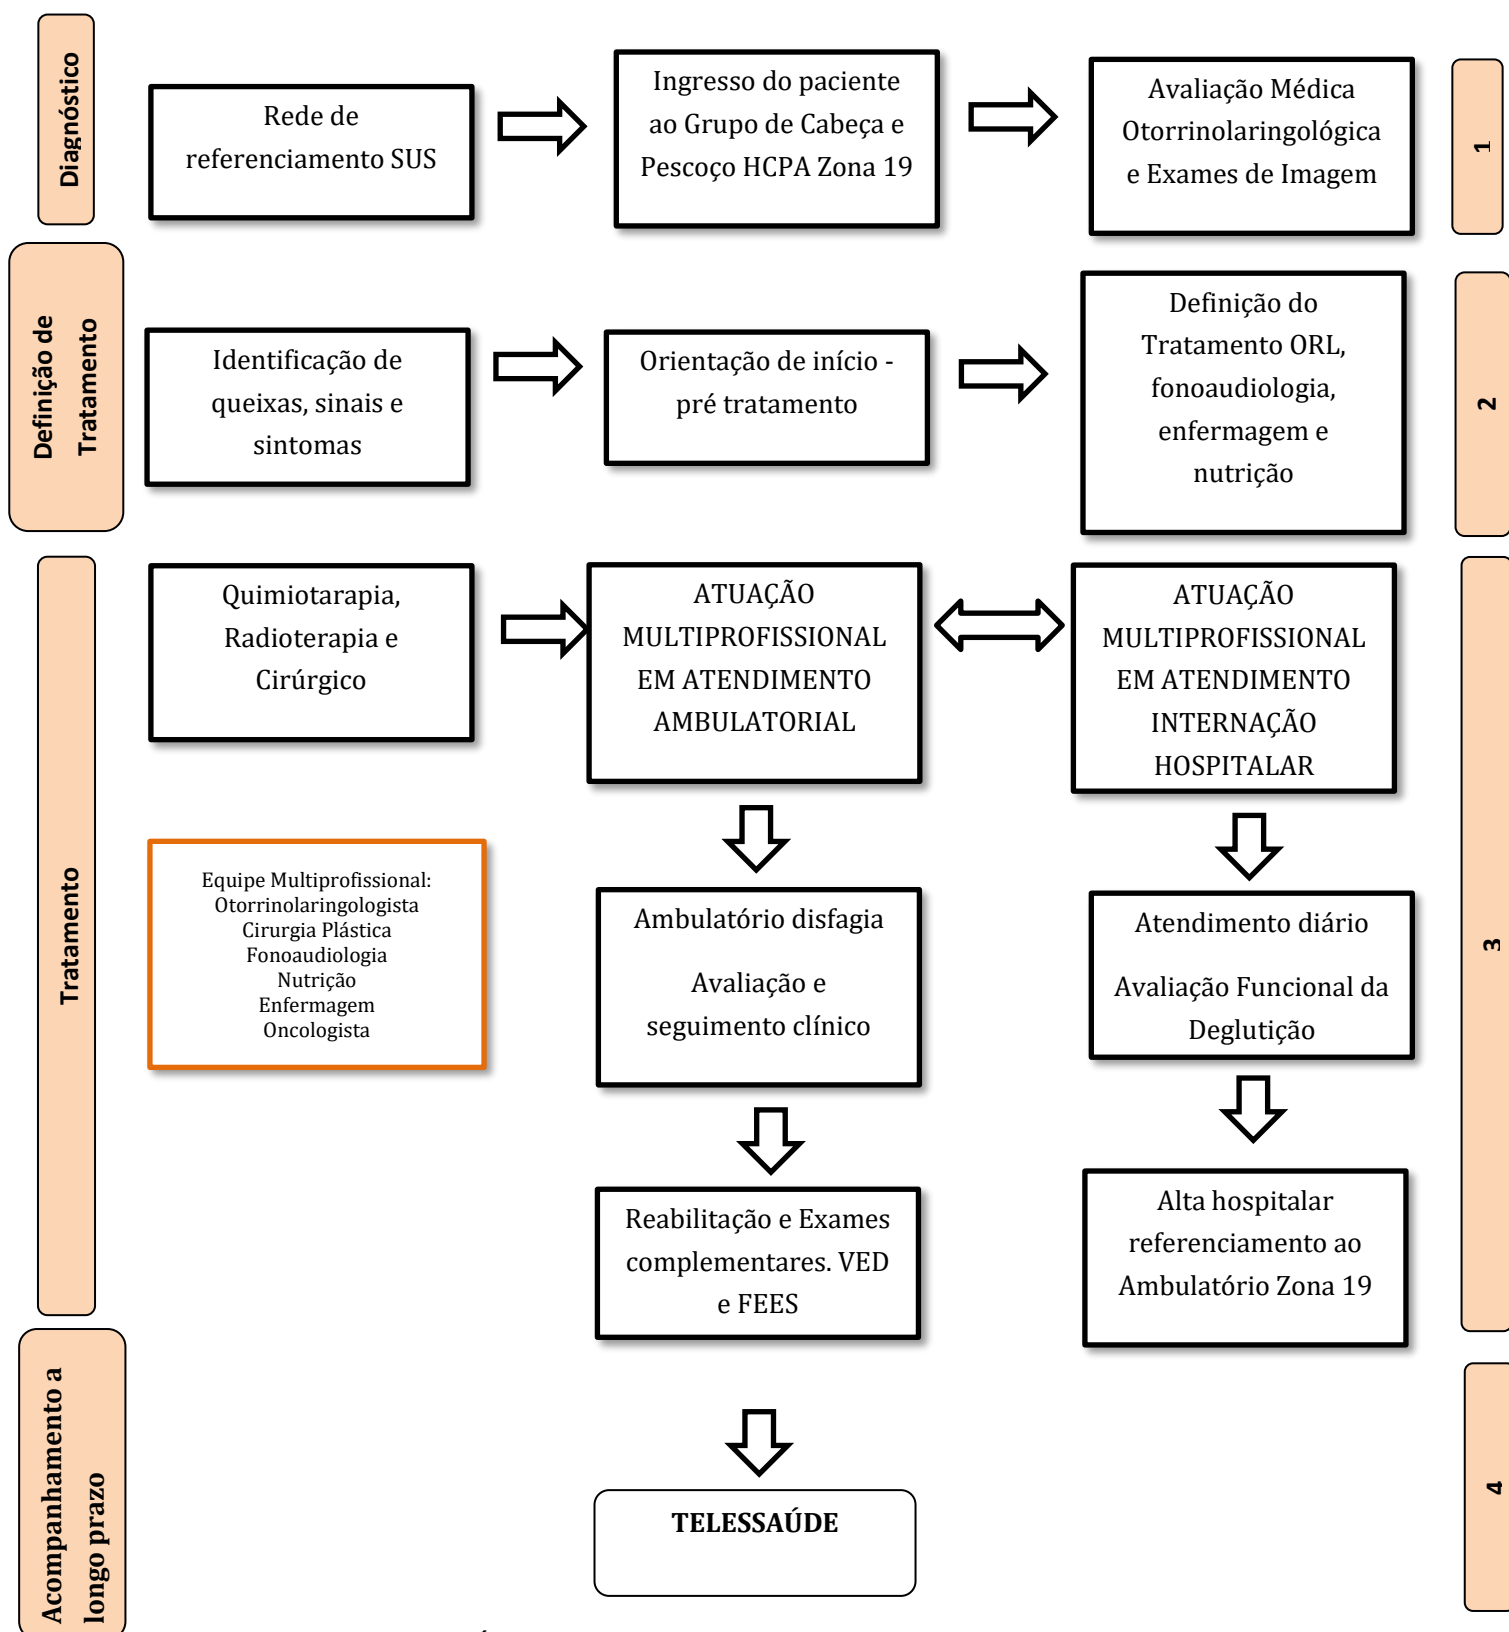 Diagnóstico
Rede de
referenciamento SUS
Ingresso do paciente
ao Grupo de Cabeça e
Pescoço HCPA Zona 19
Avaliação Médica
Otorrinolaringológica
e Exames de Imagem
1
Definição de
Tratamento
Identificação de
queixas, sinais e
sintomas
Orientação de início -
pré tratamento
Definição do
Tratamento ORL,
fonoaudiologia,
enfermagem e
nutrição
2
Tratamento
Quimiotarapia,
Radioterapia e
Cirúrgico
ATUAÇÃO
MULTIPROFISSIONAL
EM ATENDIMENTO
AMBULATORIAL
ATUAÇÃO
MULTIPROFISSIONAL
EM ATENDIMENTO
INTERNAÇÃO
HOSPITALAR
3
Equipe Multiprofissional:
Otorrinolaringologista
Cirurgia Plástica
Fonoaudiologia
Nutrição
Enfermagem
Oncologista
Ambulatório disfagia
Avaliação e
seguimento clínico
Atendimento diário
Avaliação Funcional da
Deglutição
Reabilitação e Exames
complementares. VED
e FEES
Alta hospitalar
referenciamento ao
Ambulatório Zona 19
Acompanhamento a
longo prazo
TELESSAÚDE
4